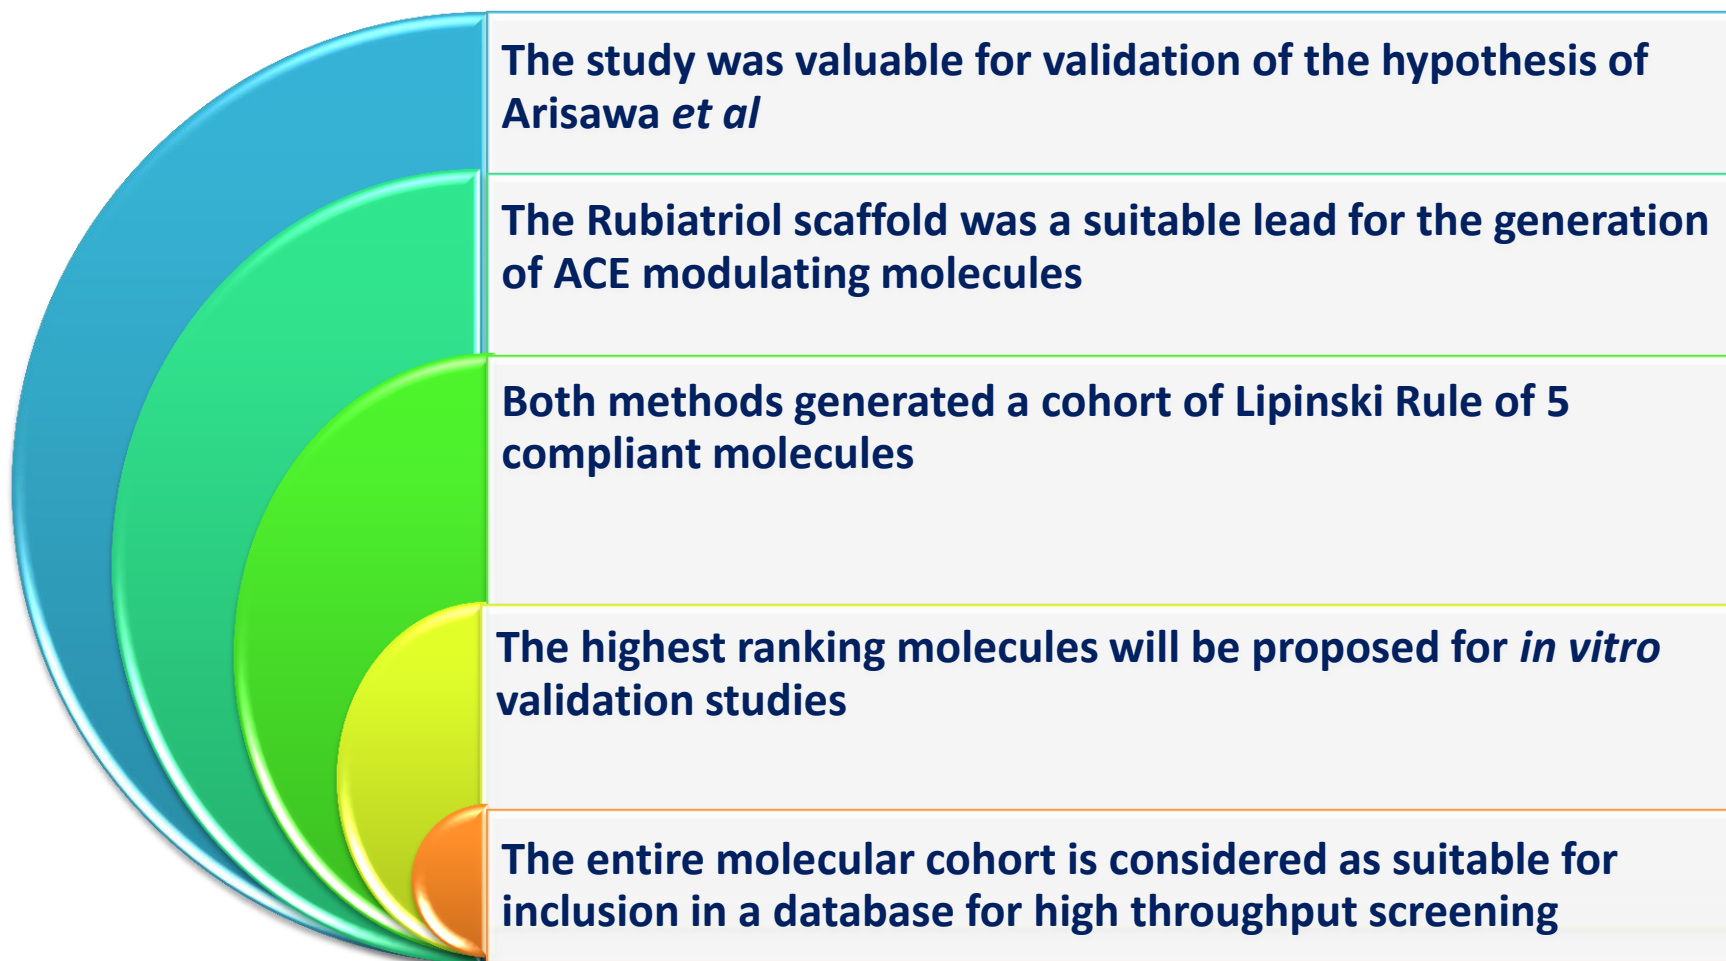 The study was valuable for validation of the hypothesis of
Arisawa et al
The Rubiatriol scaffold was a suitable lead for the generation
of ACE modulating molecules
Both methods generated a cohort of Lipinski Rule of 5
compliant molecules
The highest ranking molecules will be proposed for in vitro
validation studies
The entire molecular cohort is considered as suitable for
inclusion in a database for high throughput screening